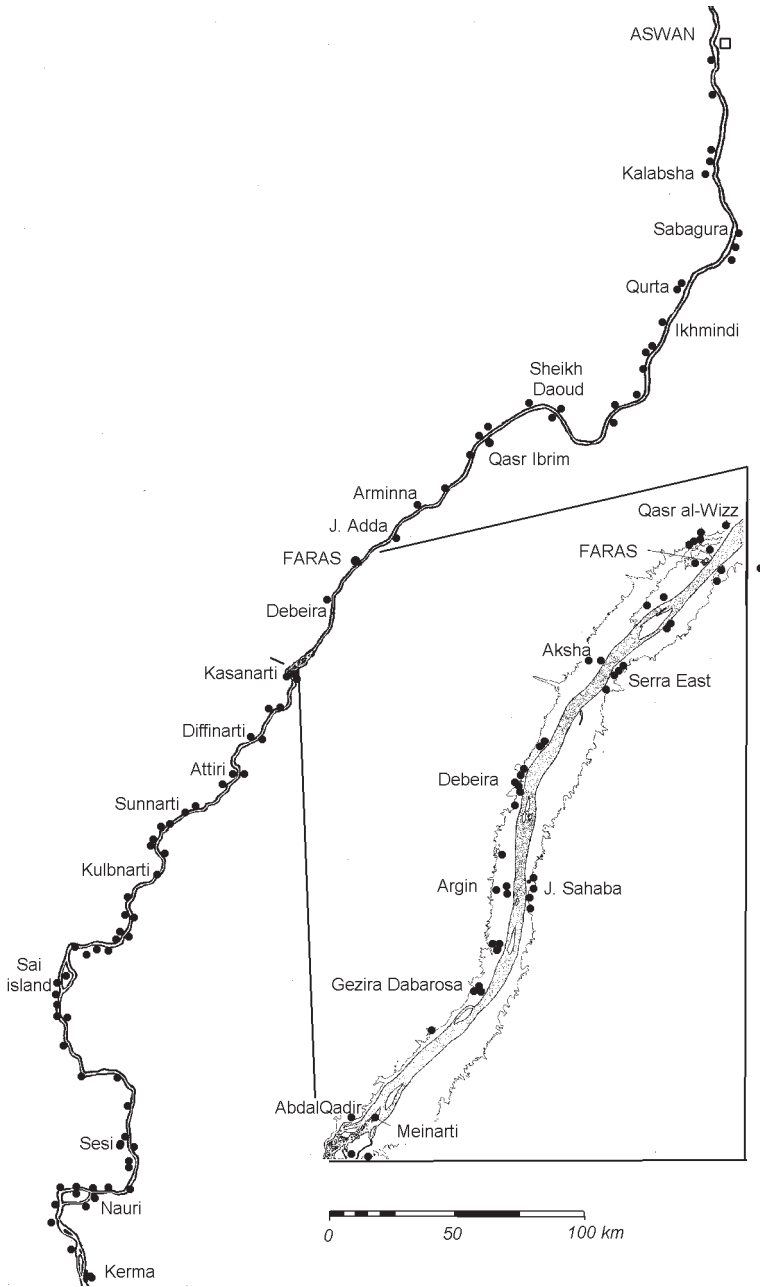 ASWAN
Kalabsha
Sabagura
Qurta
Ikhmindi
Sheikh
Daoud
Qasr Ibrim
Arminna
J. Adda
FARAS
Debeira
Kasanarti
Diffinarti
Attiri
Sunnarti
Kulbnarti
Sai
island
Sesi
Nauri
Kerma
Qasr al-Wizz
FARAS
Aksha
Serra East
Debeira
Argin
J. Sahaba
Gezira Dabarosa
AbdalQadir
Meinarti
0 50 100 km